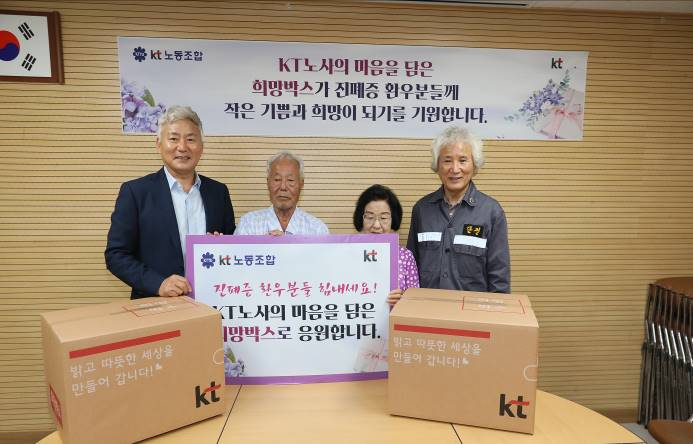 kt 노동조합
kt
KT노사의 마음을 담은
희망박스가 진폐증 환우분들께
작은 기쁨과 희망이 되기를 기원합니다.
kt 노동조합
kt
진폐증 환우분들 힘내세요!
KT노사의 마음을 담은
희망박스로 응원합니다.
밝고 따뜻한 세상을
만들어 갑니다!
kt
밝고 따뜻한 세상을
만들어 갑니다!
kt